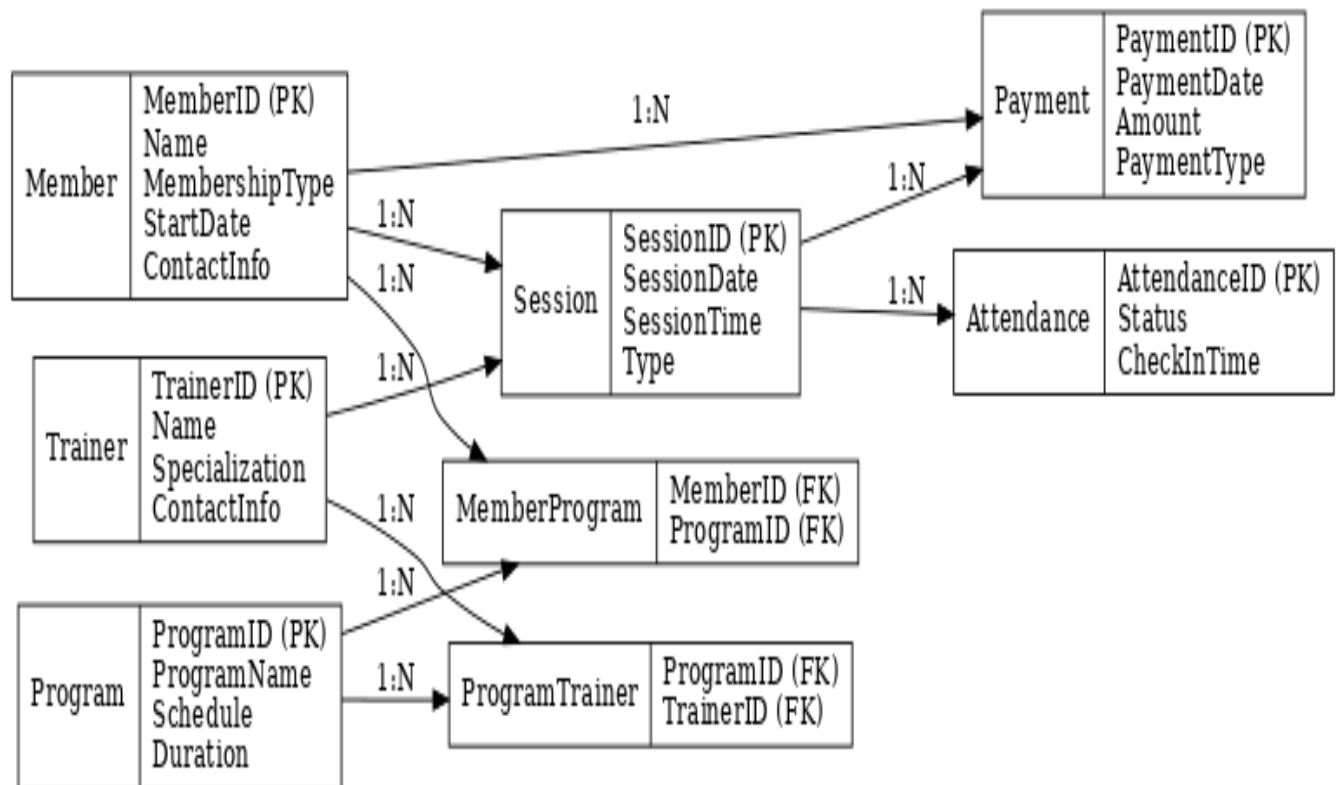 Member
MemberID (PK)
Name
MembershipType
StartDate
ContactInfo
1:N
Payment
PaymentID (PK)
PaymentDate
Amount
PaymentType
1:N
1:N
1:N
Session
SessionID (PK)
SessionDate
SessionTime
Type
1:N
Attendance
AttendanceID (PK)
Status
CheckInTime
Trainer
TrainerID (PK)
Name
Specialization
ContactInfo
1:N
1:N
MemberProgram
MemberID (FK)
ProgramID (FK)
Program
ProgramID (PK)
ProgramName
Schedule
Duration
1:N
1:N
ProgramTrainer
ProgramID (FK)
TrainerID (FK)